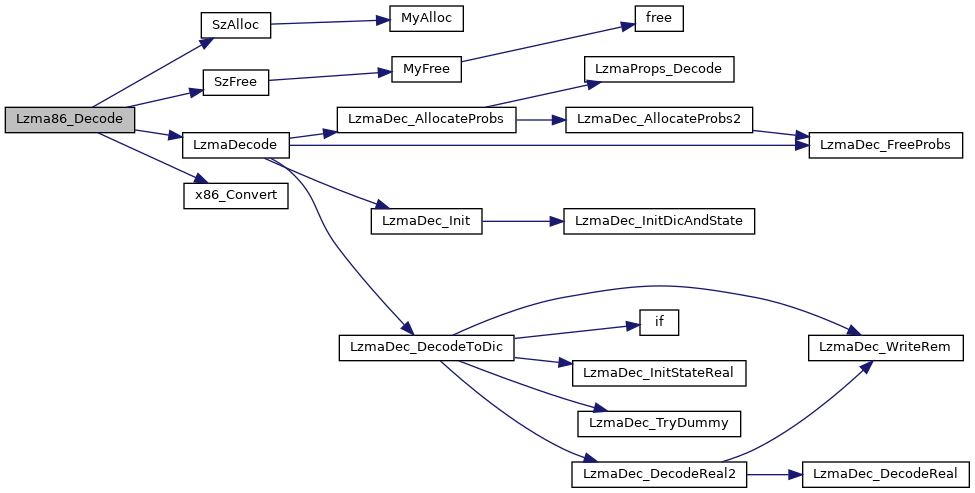 Lzma86_Decode
SzAlloc
MyAlloc
SzFree
MyFree
free
LzmaDecode
LzmaDec_AllocateProbs
LzmaProps_Decode
LzmaDec_AllocateProbs2
LzmaDec_FreeProbs
x86_Convert
LzmaDec_Init
LzmaDec_InitDicAndState
LzmaDec_DecodeToDic
if
LzmaDec_WriteRem
LzmaDec_InitStateReal
LzmaDec_TryDummy
LzmaDec_DecodeReal2
LzmaDec_DecodeReal